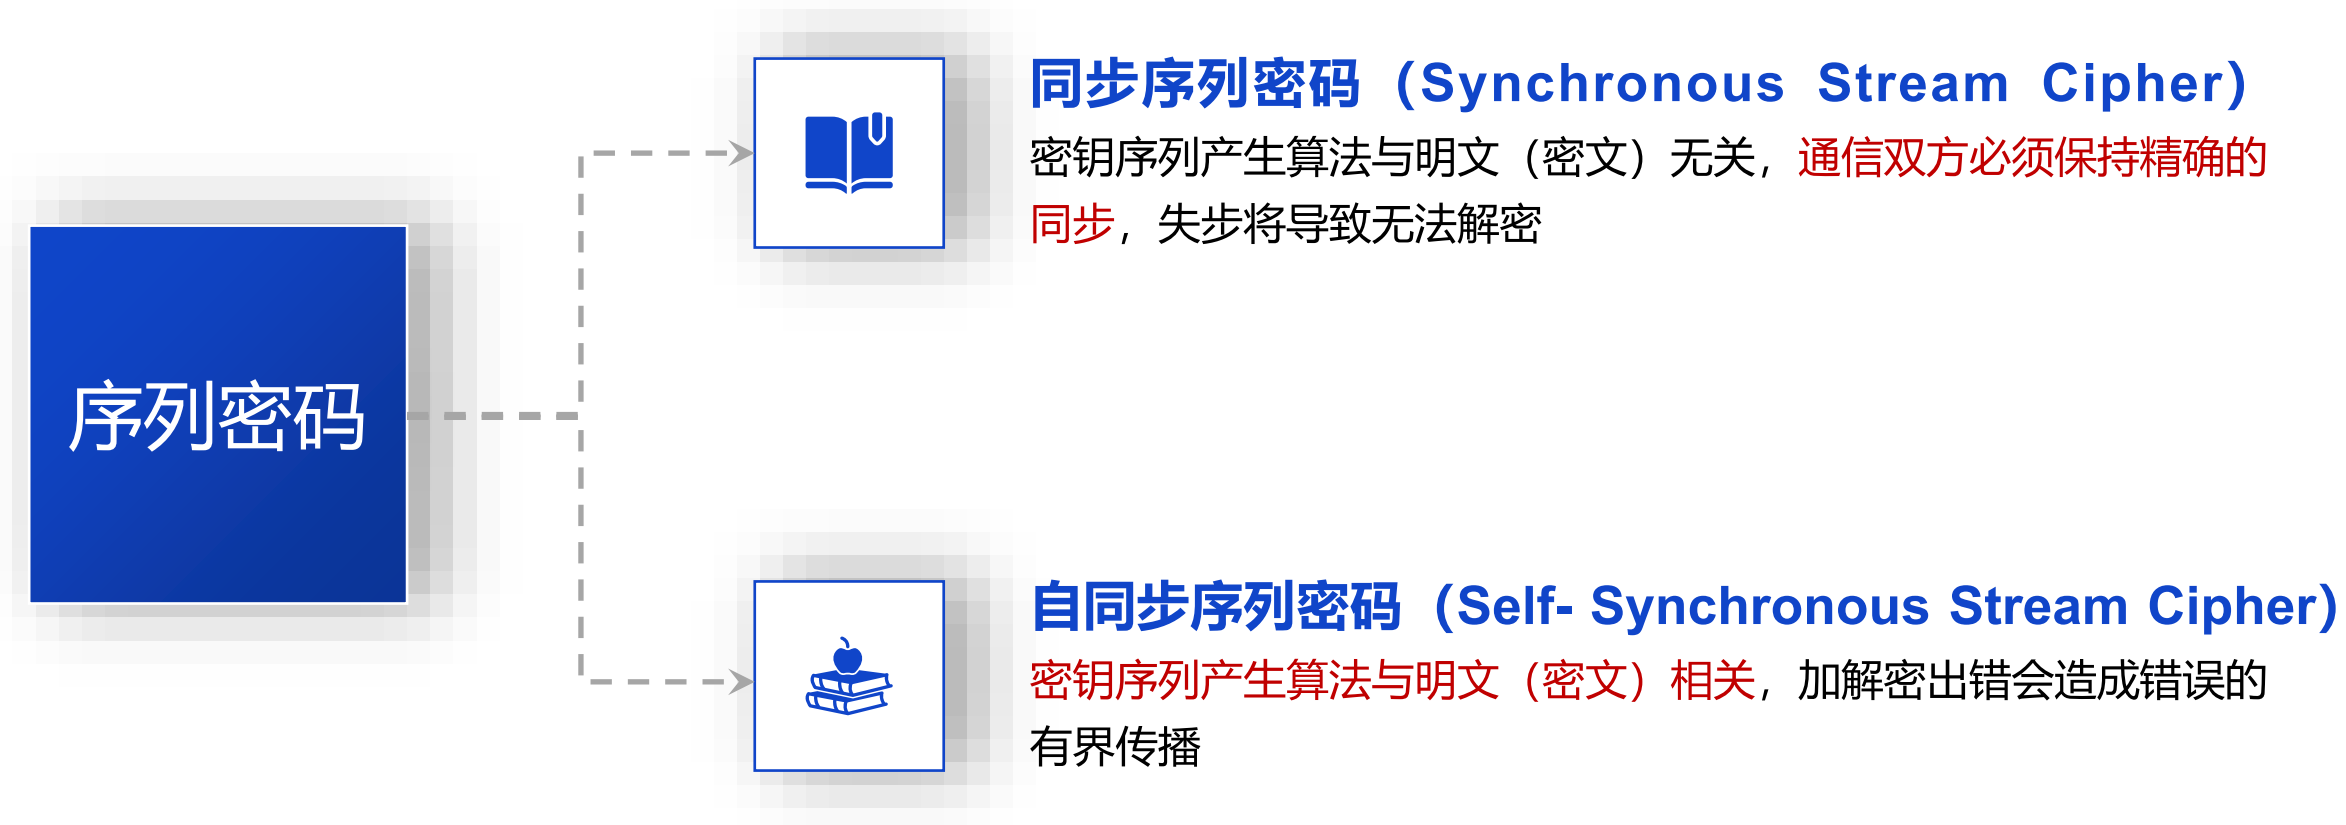 序列密码
同步序列密码（Synchronous Stream Cipher）
密钥序列产生算法与明文（密文）无关，通信双方必须保持精确的
同步，失步将导致无法解密
自同步序列密码（Self- Synchronous Stream Cipher）
密钥序列产生算法与明文（密文）相关，加解密出错会造成错误的
有界传播